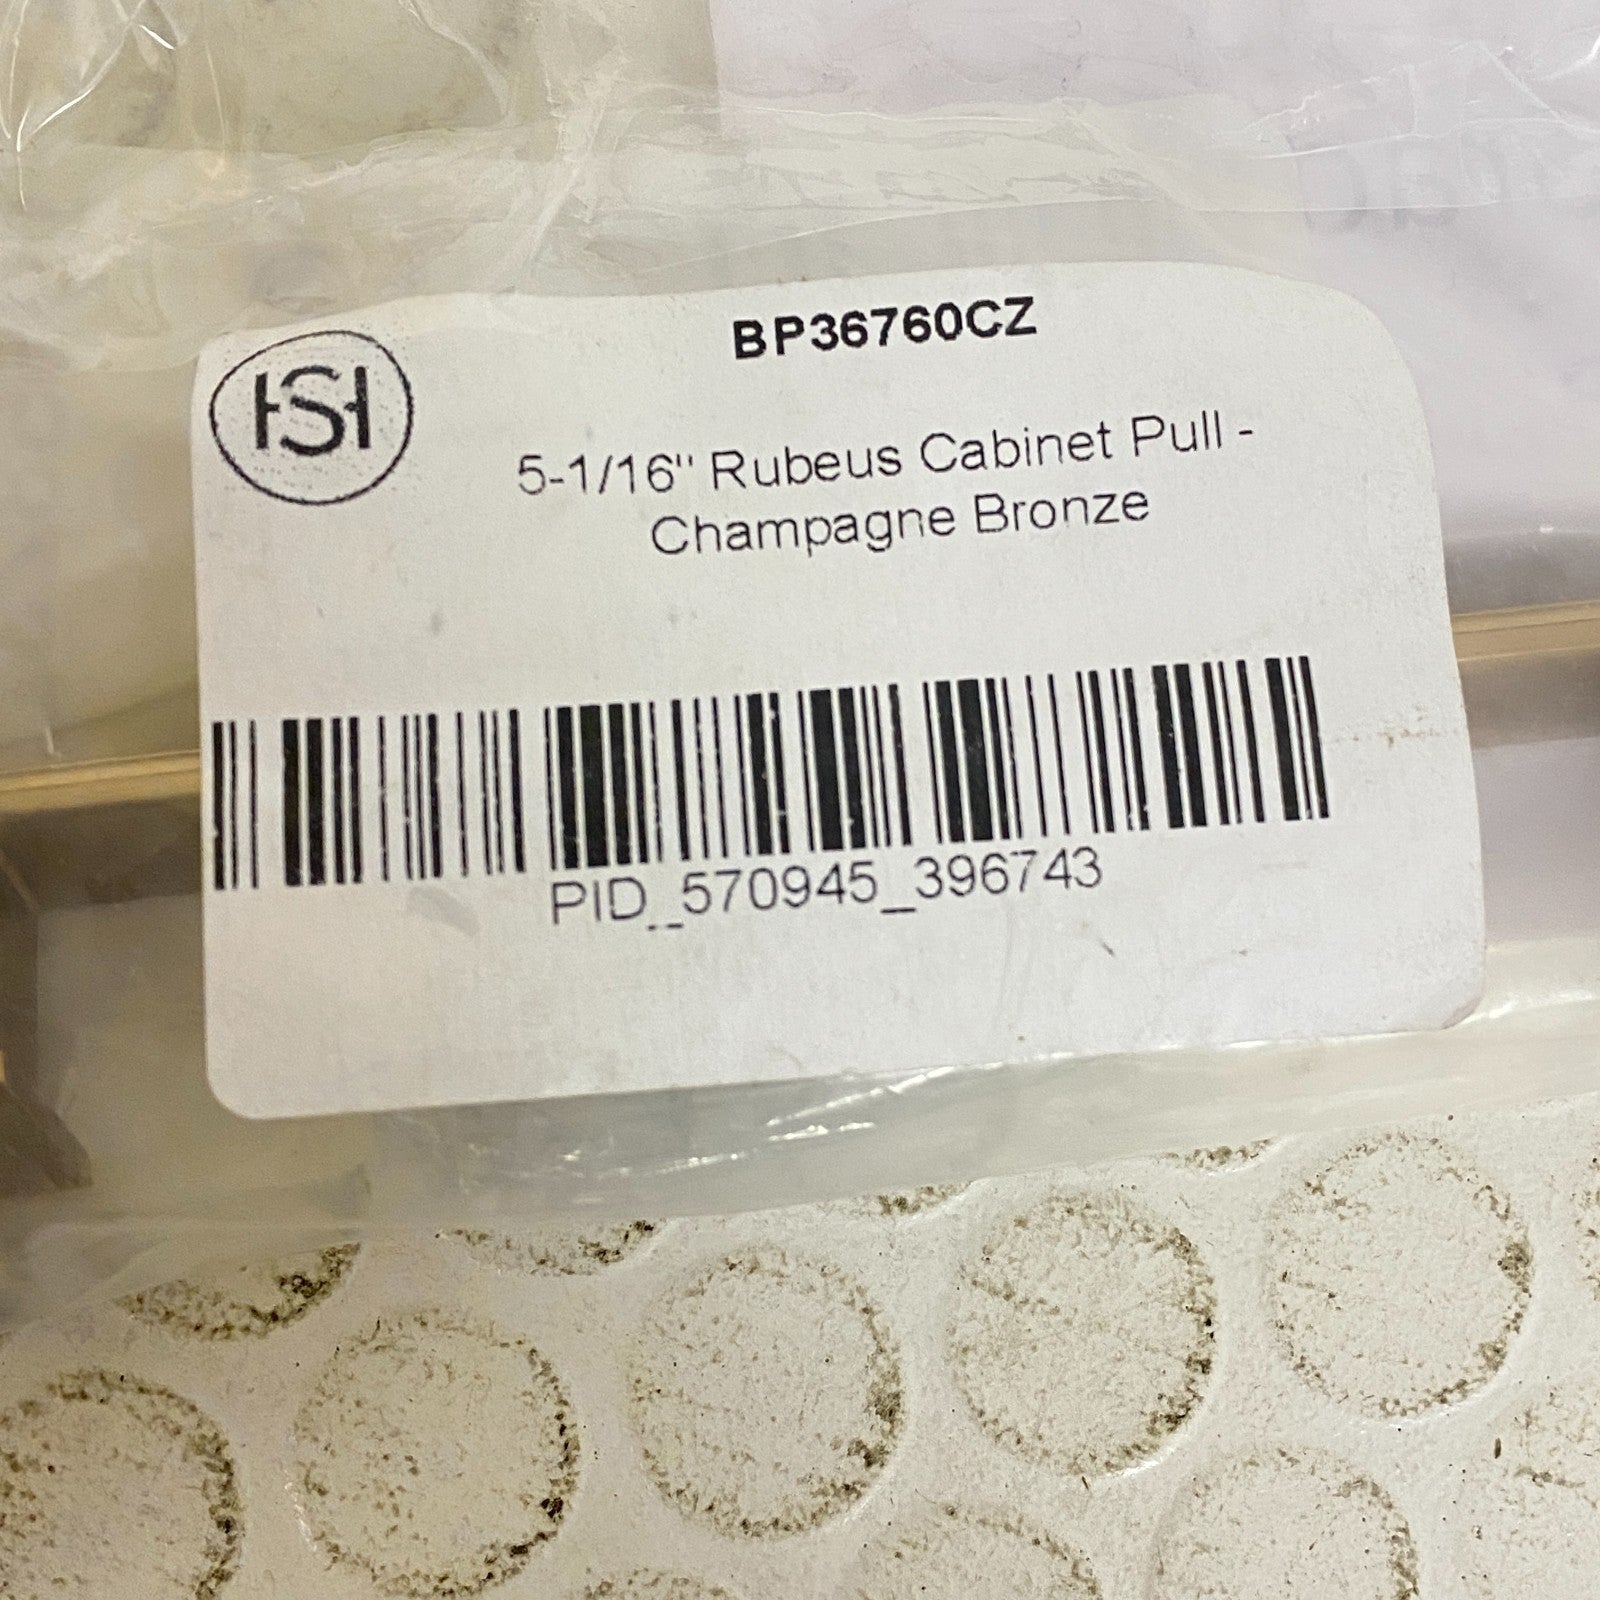 HSH
BP36760CZ
5-1/16" Rubeus Cabinet Pull -
Champagne Bronze
PID_570945_396743